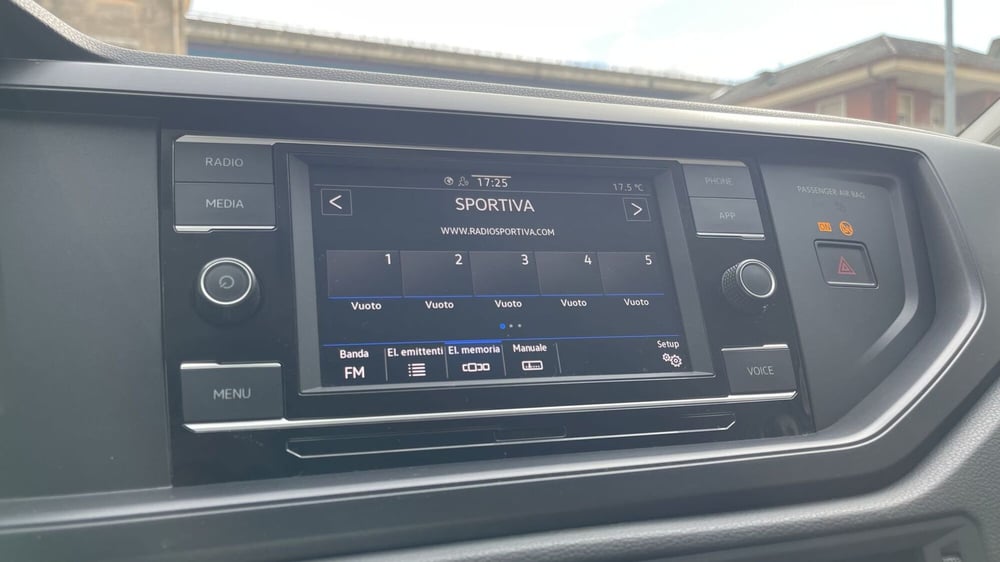 RADIO
MEDIA
MENU
17:25
17.5 °C
<
SPORTIVA
>
WWW.RADIOSPORTIVA.COM
1
2
3
4
5
Vuoto
Vuoto
Vuoto
Vuoto
Vuoto
Banda
FM
El. emittenti
El. memoria
Manuale
Setup
PHONE
APP
VOICE
PASSENGER AIR BAG
ON